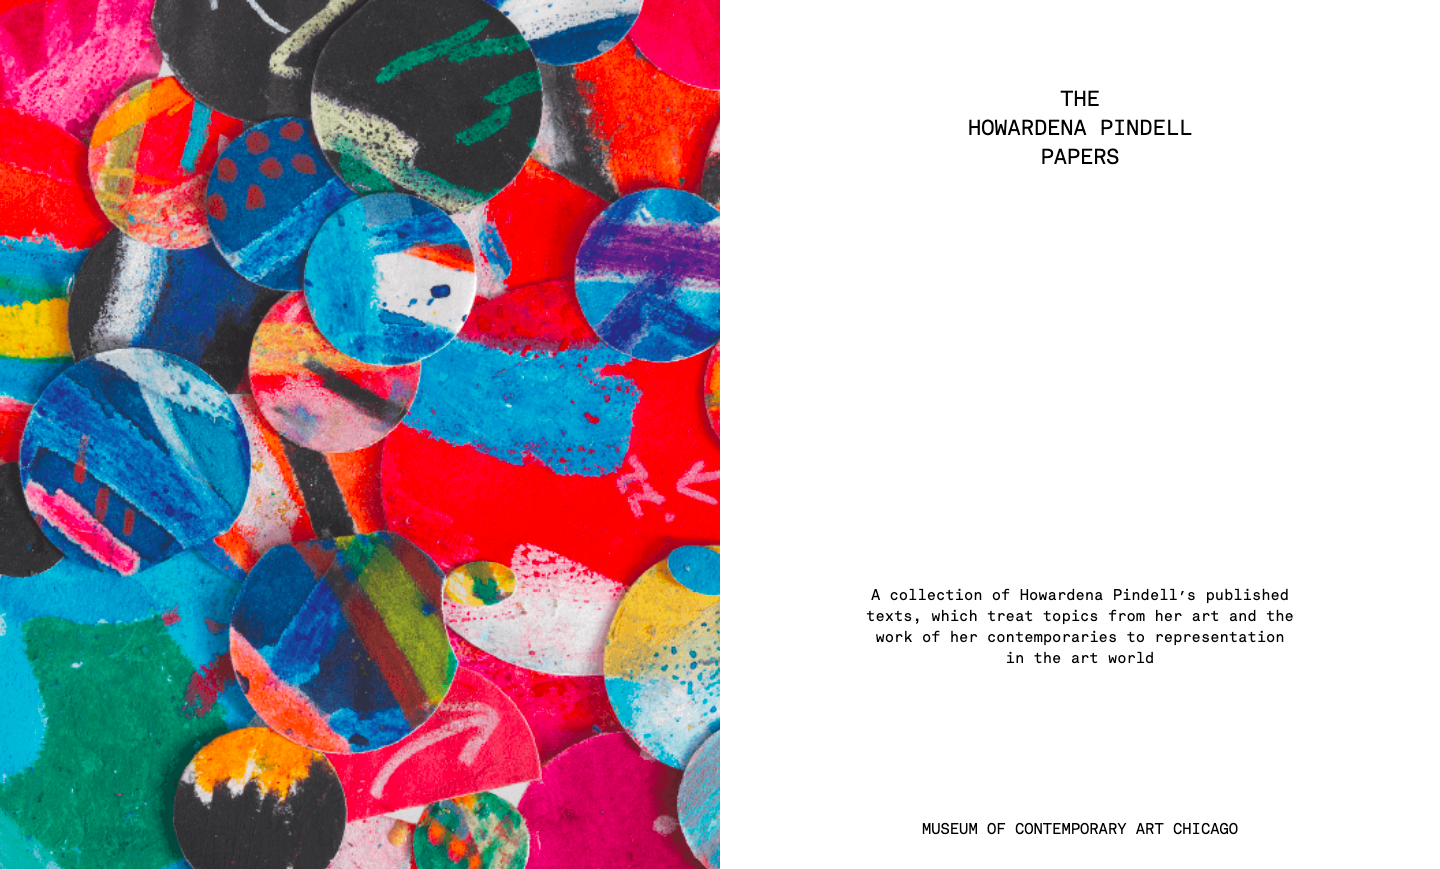 THE
HOWARDENA PINDELL
PAPERS
A collection of Howardena Pindell's published
texts, which treat topics from her art and the
work of her contemporaries to representation
in the art world
MUSEUM OF CONTEMPORARY ART CHICAGO